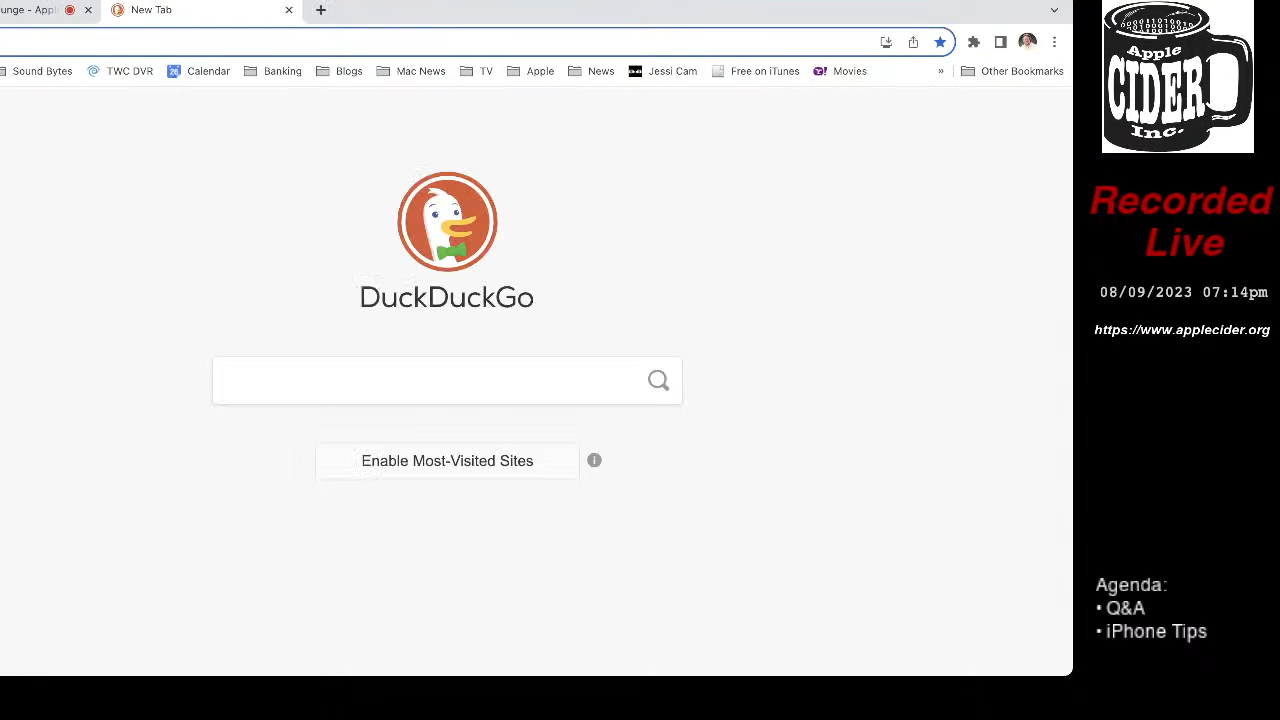 unge - Appl
New Tab
Sound Bytes
TWC DVR
26
Calendar
Banking
Blogs
Mac News
TV
Apple
News
Jessi Cam
Free on iTunes
Y!
Movies
»
Other Bookmarks
DuckDuckGo
Enable Most-Visited Sites
i
Apple
CIDER
Inc.
Recorded
Live
08/09/2023 07:14pm
https://www.applecider.org
Agenda:
• Q&A
• iPhone Tips